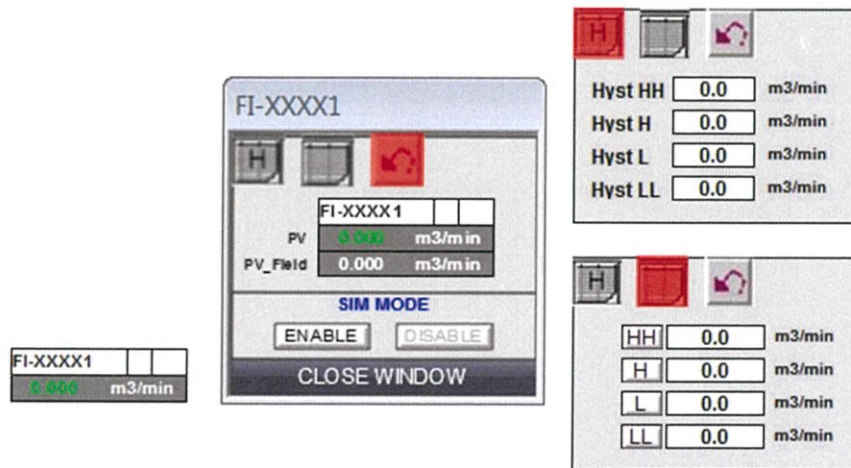 FI-XXXX1
m3/min
FI-XXXX1
H
FI-XXXX1
PV 0.000 m3/min
PV_Field 0.000 m3/min
SIM MODE
ENABLE DISABLE
CLOSE WINDOW
H
Hyst HH 0.0 m3/min
Hyst H 0.0 m3/min
Hyst L 0.0 m3/min
Hyst LL 0.0 m3/min
H
HH 0.0 m3/min
H 0.0 m3/min
L 0.0 m3/min
LL 0.0 m3/min